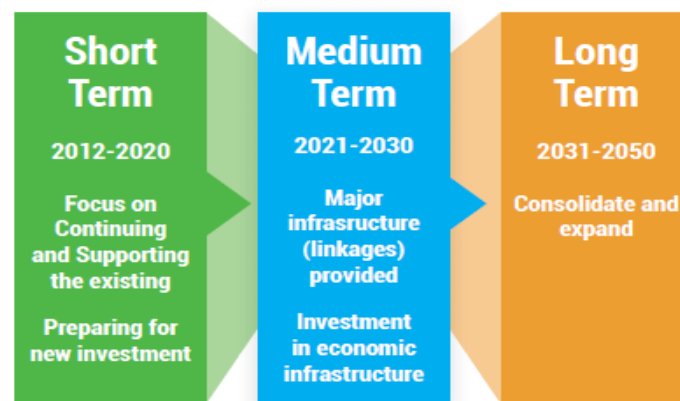 Short
Term
2012-2020
Focus on
Continuing
and Supporting
the existing
Preparing for
new investment
Medium
Term
2021-2030
Major
infrasructure
(linkages)
provided
Investment
in economic
infrastructure
Long
Term
2031-2050
Consolidate and
expand